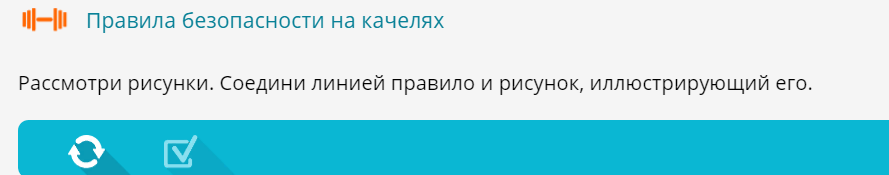 Правила безопасности на качелях
Рассмотри рисунки. Соедини линией правило и рисунок, иллюстрирующий его.